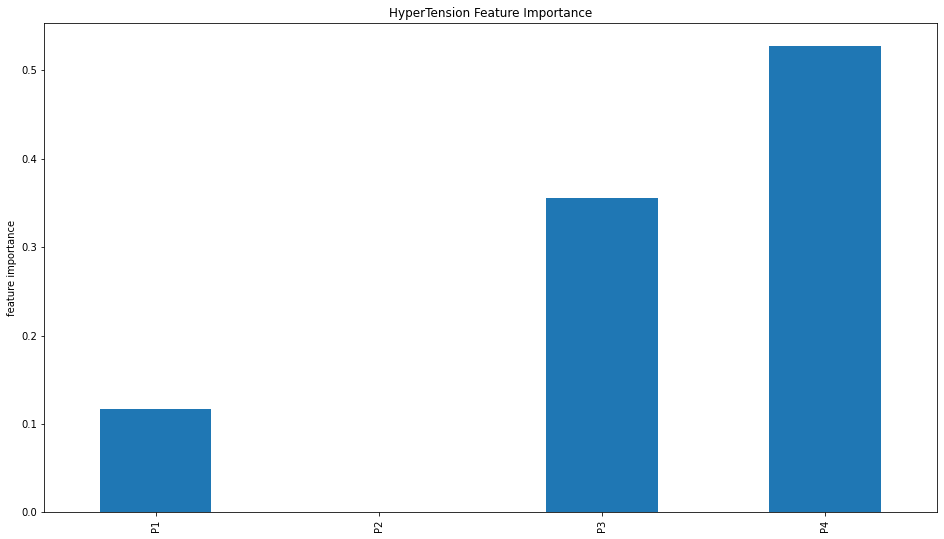 HyperTension Feature Importance
feature importance
0.5
0.4
0.3
0.2
0.1
0.0
P1
P2
P3
P4